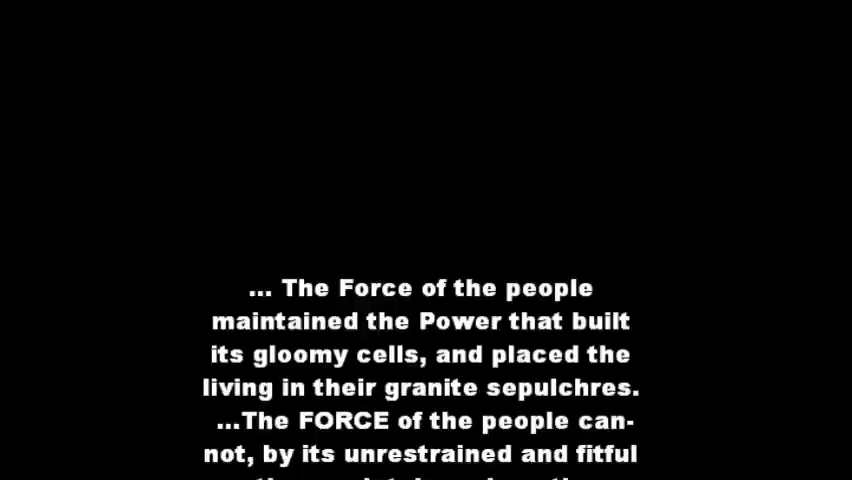 ... The Force of the people
maintained the Power that built
its gloomy cells, and placed the
living in their granite sepulchres.
...The FORCE of the people can-
not, by its unrestrained and fitful